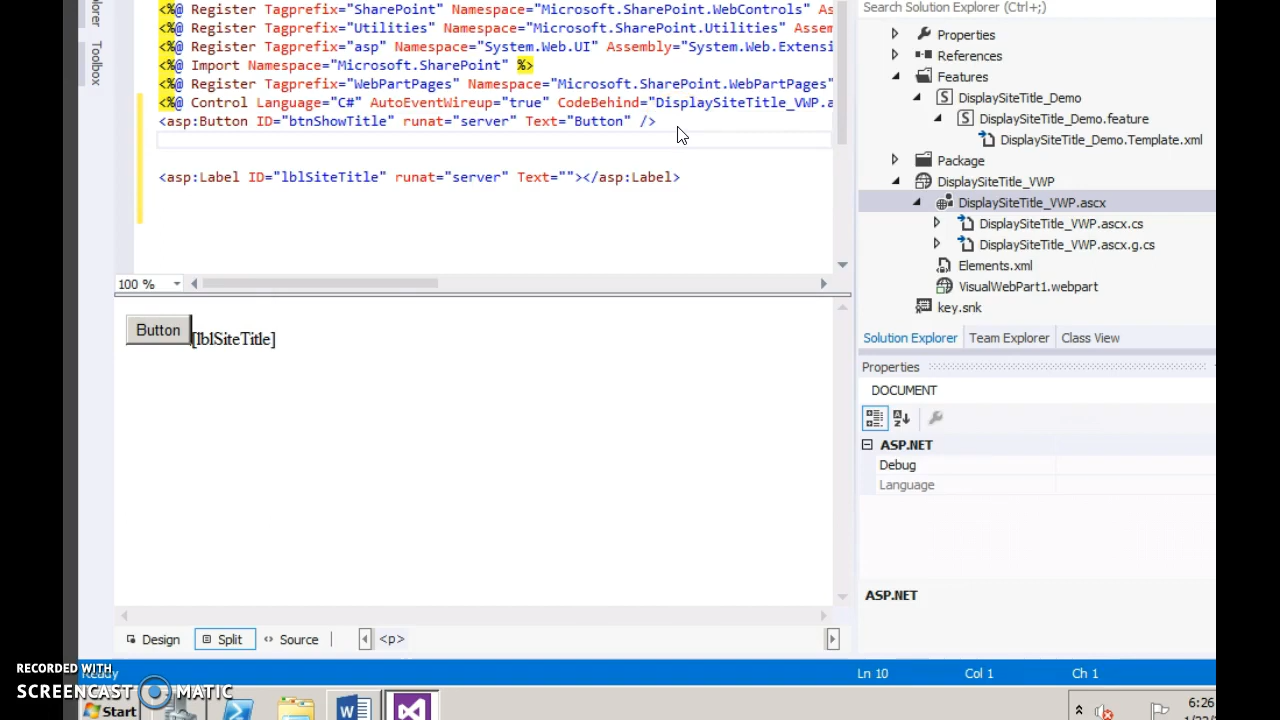 Search Solution Explorer (Ctrl+;)
<%@ Register Tagprefix="SharePoint" Namespace="Microsoft.SharePoint.WebControls" As
<%@ Register Tagprefix="Utilities" Namespace="Microsoft.SharePoint.Utilities" Assem
<%@ Register Tagprefix="asp" Namespace="System.Web.UI" Assembly="System.Web.Extensi
<%@ Import Namespace="Microsoft.SharePoint" %>
<%@ Register Tagprefix="WebPartPages" Namespace="Microsoft.SharePoint.WebPartPages"
<%@ Control Language="C#" AutoEventWireup="true" CodeBehind="DisplaySiteTitle_VWP.a
<asp:Button ID="btnShowTitle" runat="server" Text="Button" />
<asp:Label ID="lblSiteTitle" runat="server" Text=""></asp:Label>
Toolbox
100 %
Button
[lblSiteTitle]
Design
Split
Source
<p>
Properties
References
Features
DisplaySiteTitle_Demo
DisplaySiteTitle_Demo.feature
DisplaySiteTitle_Demo.Template.xml
Package
DisplaySiteTitle_VWP
DisplaySiteTitle_VWP.ascx
DisplaySiteTitle_VWP.ascx.cs
DisplaySiteTitle_VWP.ascx.g.cs
Elements.xml
VisualWebPart1.webpart
key.snk
Solution Explorer Team Explorer Class View
Properties
DOCUMENT
ASP.NET
Debug
Language
ASP.NET
Ready
Ln 10 Col 1 Ch 1
RECORDED WITH
SCREENCAST MATIC
Start
6:26